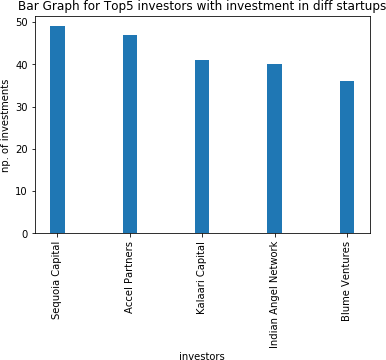 Bar Graph for Top5 investors with investment in diff startups
50
40
30
20
10
0
np. of investments
Sequoia Capital
Accel Partners
Kalaari Capital
Indian Angel Network
Blume Ventures
investors